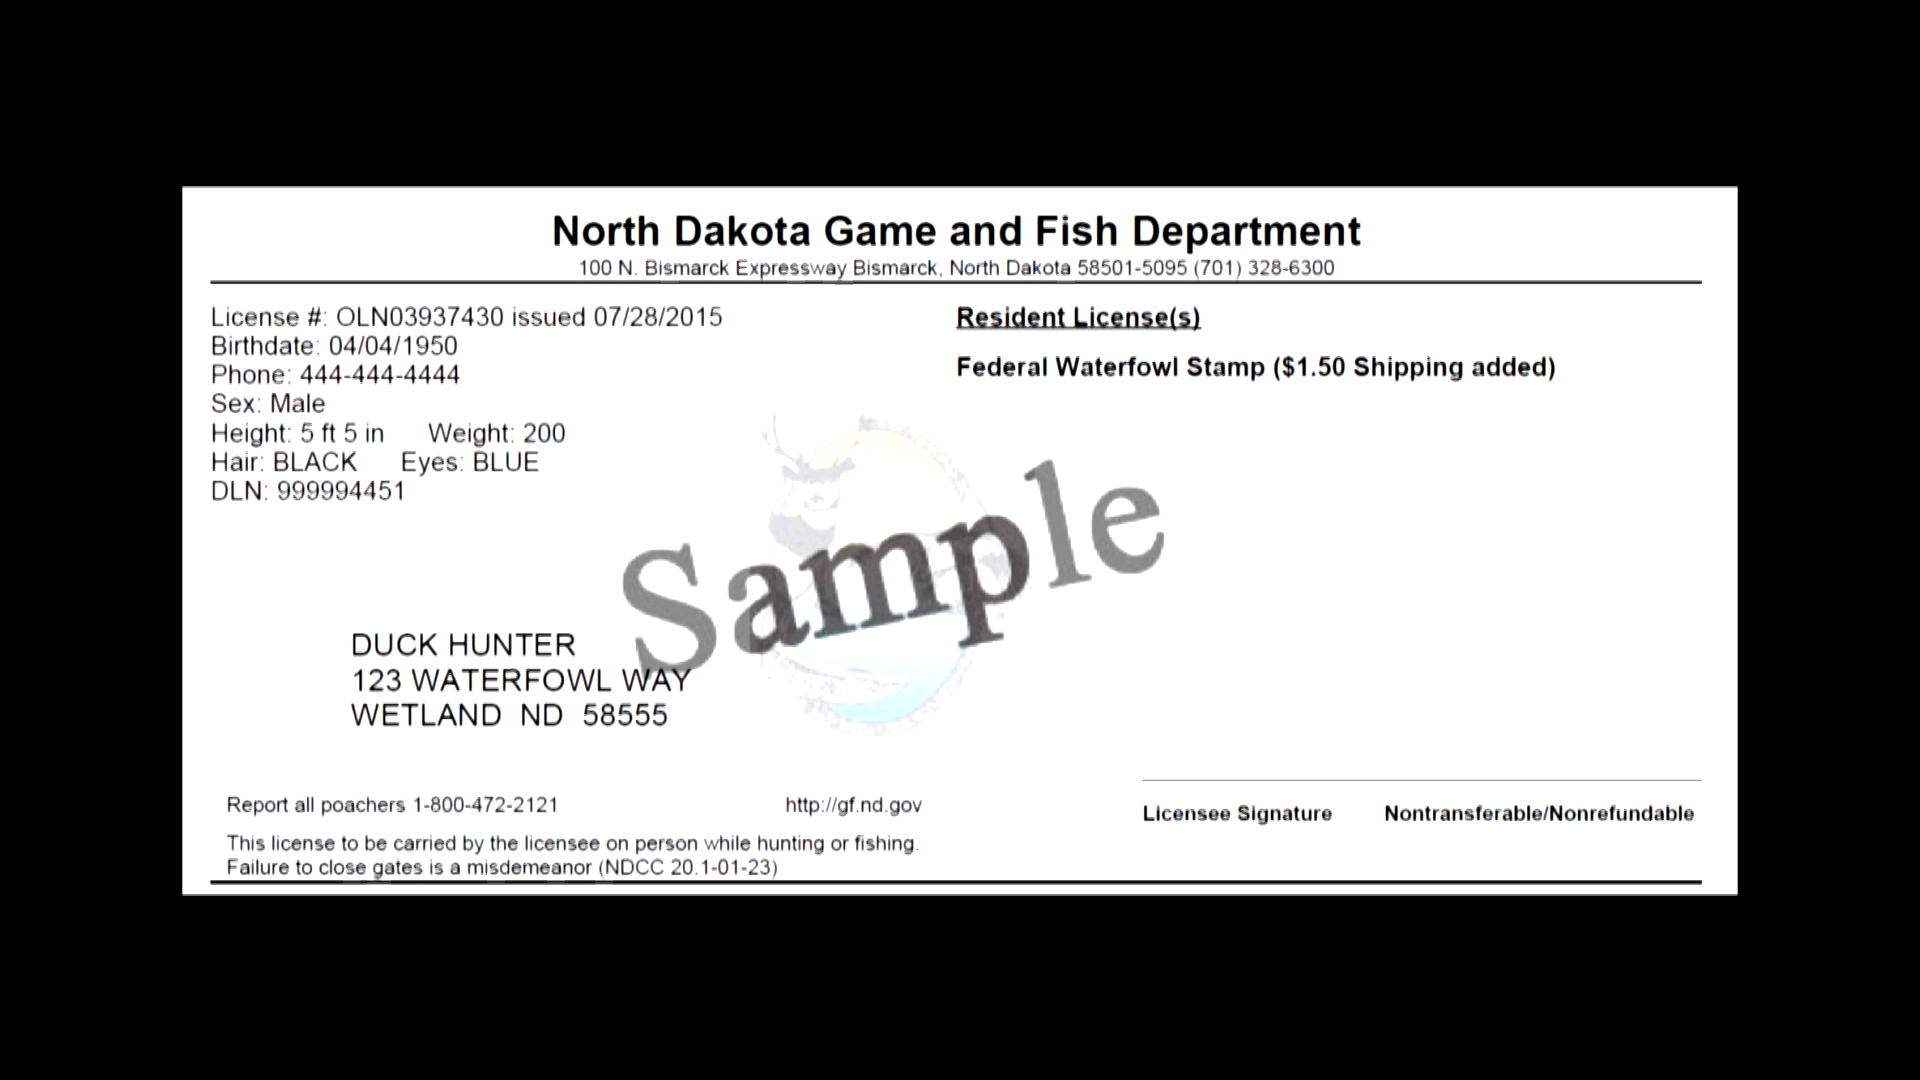 North Dakota Game and Fish Department
100 N. Bismarck Expressway Bismarck, North Dakota 58501-5095 (701) 328-6300
License #: OLN03937430 issued 07/28/2015
Birthdate: 04/04/1950
Phone: 444-444-4444
Sex: Male
Height: 5 ft 5 in Weight: 200
Hair: BLACK Eyes: BLUE
DLN: 999994451
Resident License(s)
Federal Waterfowl Stamp ($1.50 Shipping added)
Sample
DUCK HUNTER
123 WATERFOWL WAY
WETLAND ND 58555
Report all poachers 1-800-472-2121 http://gf.nd.gov
This license to be carried by the licensee on person while hunting or fishing.
Failure to close gates is a misdemeanor (NDCC 20.1-01-23)
Licensee Signature Nontransferable/Nonrefundable